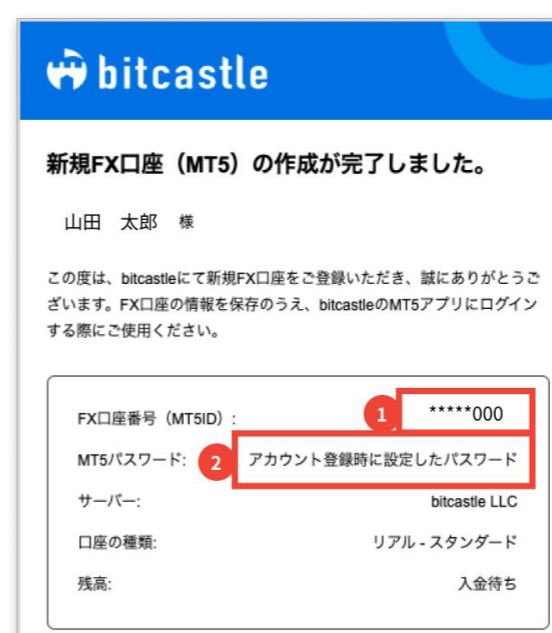 bitcastle
新規FX口座（MT5）の作成が完了しました。
山田 太郎 様
この度は、bitcastleにて新規FX口座をご登録いただき、誠にありがとうご
ざいます。FX口座の情報を保存のうえ、bitcastleのMT5アプリにログイン
する際にご使用ください。
FX口座番号（MT5ID）: 1 *****000
MT5パスワード: 2 アカウント登録時に設定したパスワード
サーバー: bitcastle LLC
口座の種類: リアル - スタンダード
残高: 入金待ち